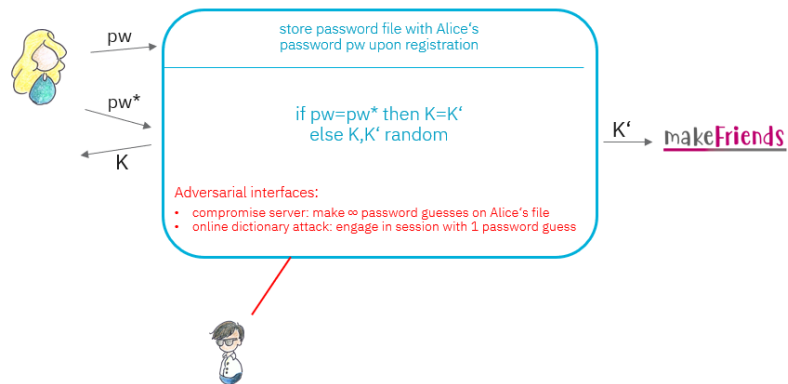 pw
store password file with Alice‘s
password pw upon registration
pw*
if pw=pw* then K=K‘
else K,K‘ random
K
K‘
makeFriends
Adversarial interfaces:
• compromise server: make ∞ password guesses on Alice‘s file
• online dictionary attack: engage in session with 1 password guess